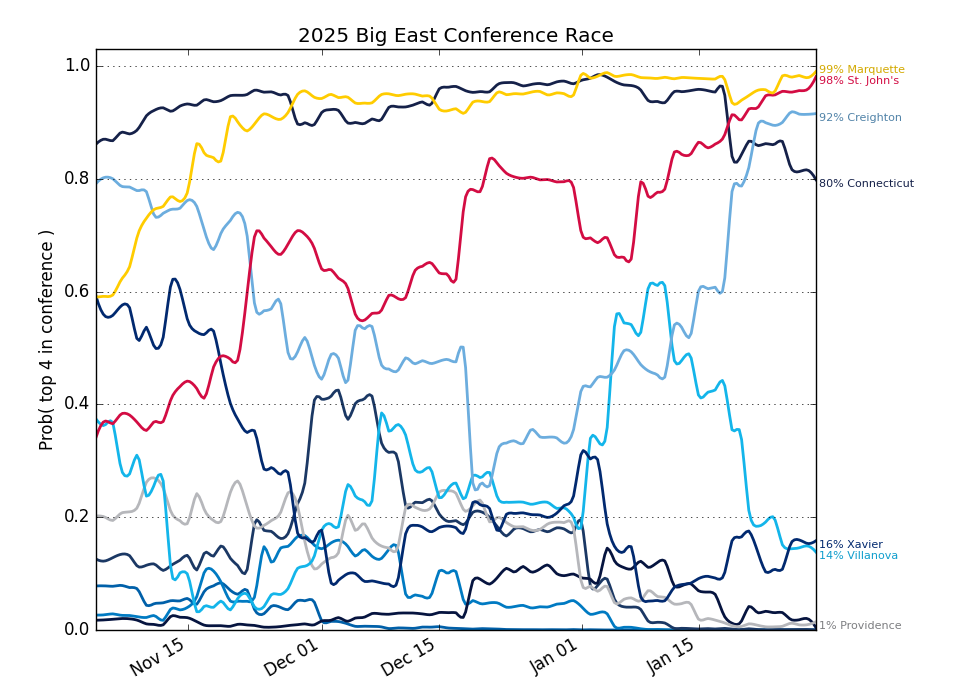 2025 Big East Conference Race
Prob( top 4 in conference )
1.0
0.8
0.6
0.4
0.2
0.0
Nov 15
Dec 01
Dec 15
Jan 01
Jan 15
99% Marquette
98% St. John's
92% Creighton
80% Connecticut
16% Xavier
14% Villanova
1% Providence